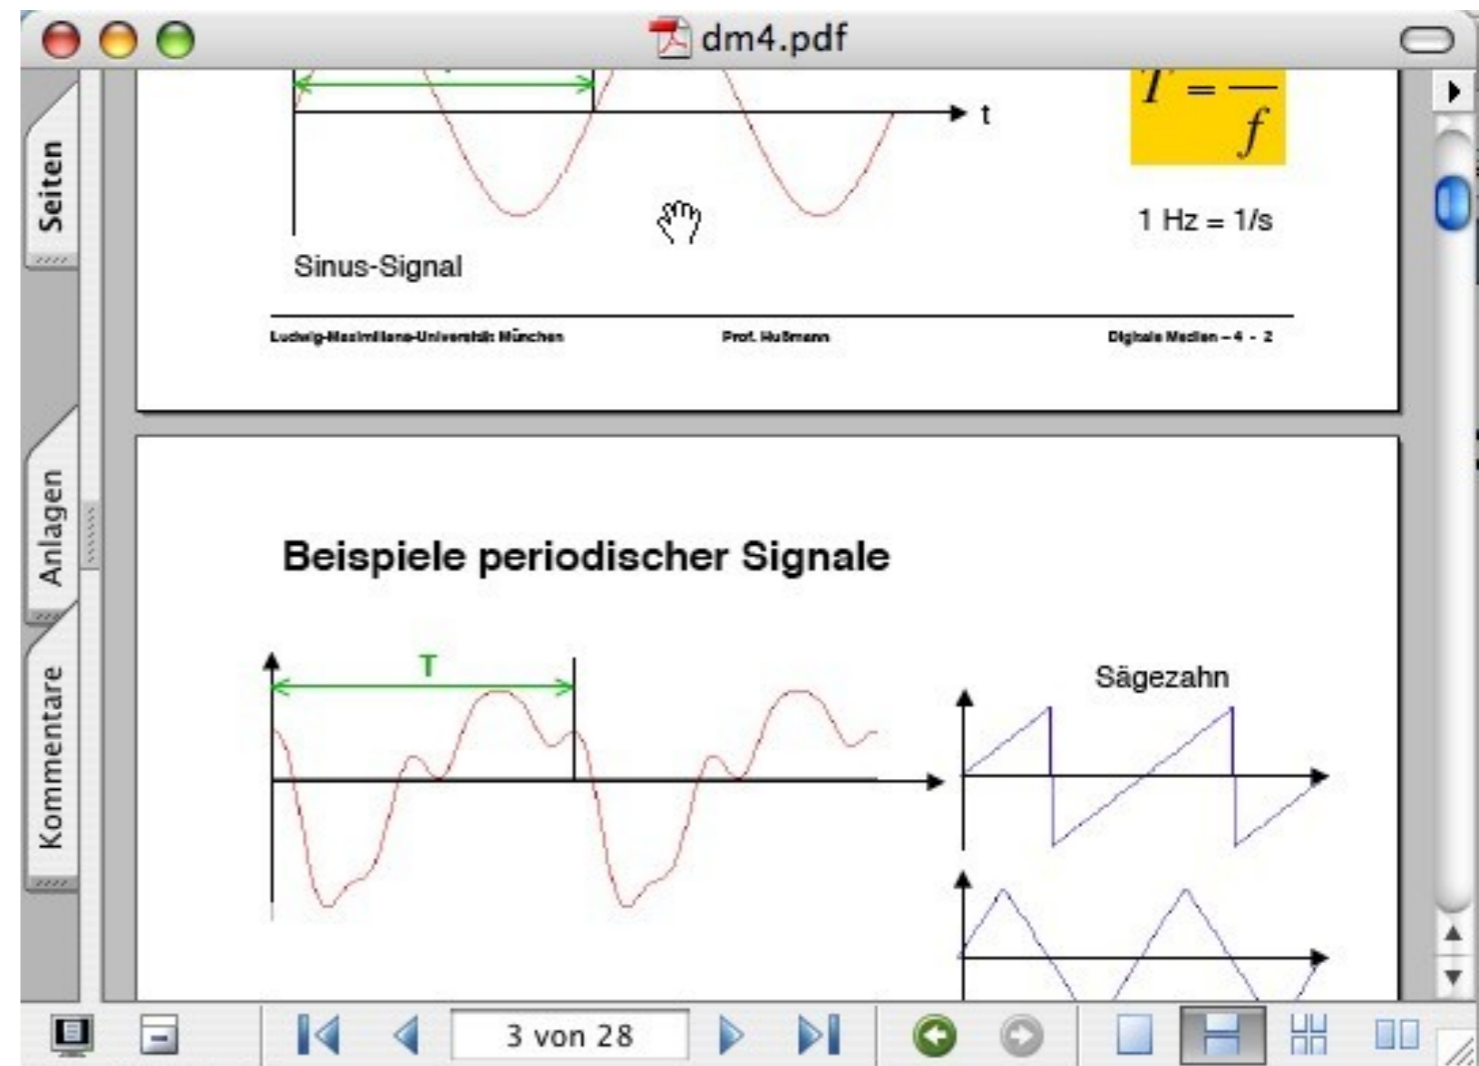 dm4.pdf
Seiten
Anlagen
Kommentare
t
T = 
f
1 Hz = 1/s
Sinus-Signal
Ludwig-Maximilians-Universität München Prof. Hußmann Digitale Medien – 4 - 2
Beispiele periodischer Signale
T
Sägezahn
3 von 28